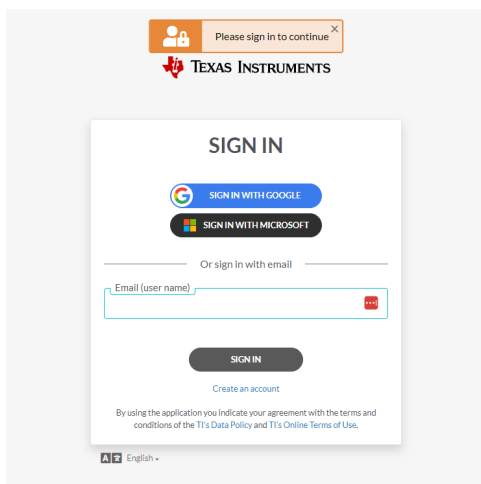 Please sign in to continue
TEXAS INSTRUMENTS
SIGN IN
SIGN IN WITH GOOGLE
SIGN IN WITH MICROSOFT
Or sign in with email
Email (user name)
SIGN IN
Create an account
By using the application you indicate your agreement with the terms and
conditions of the TI's Data Policy and TI's Online Terms of Use.
English